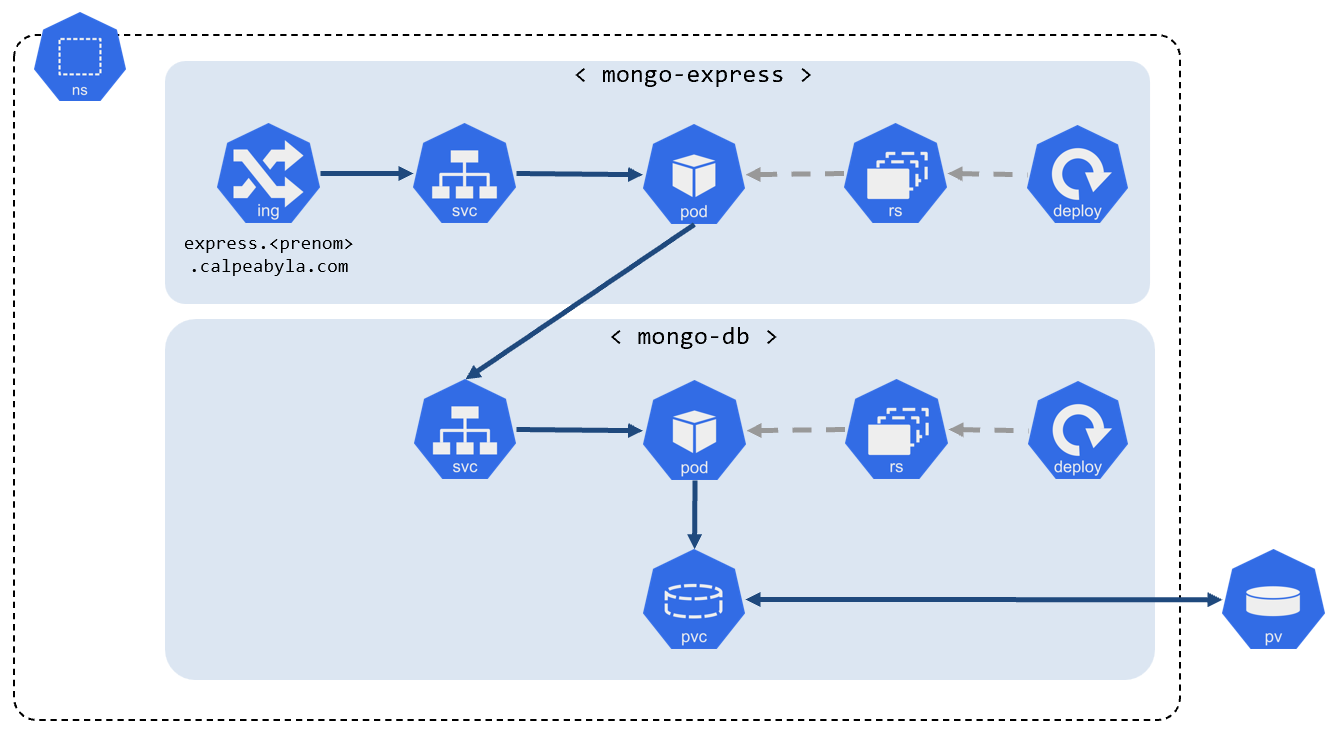 ns
< mongo-express >
ing
svc
pod
rs
deploy
express.<prenom>
.calpeabyla.com
< mongo-db >
svc
pod
rs
deploy
pvc
pv